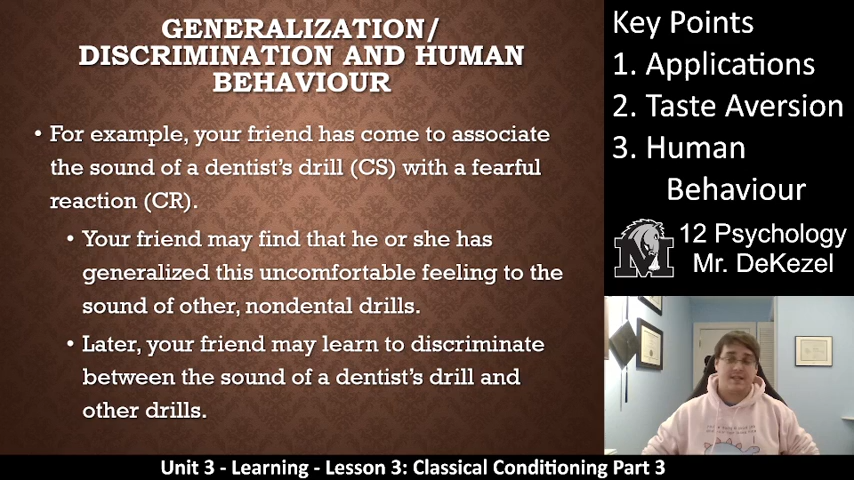 GENERALIZATION/
DISCRIMINATION AND HUMAN
BEHAVIOUR
• For example, your friend has come to associate
the sound of a dentist's drill (CS) with a fearful
reaction (CR).
• Your friend may find that he or she has
generalized this uncomfortable feeling to the
sound of other, nondental drills.
• Later, your friend may learn to discriminate
between the sound of a dentist's drill and
other drills.
Key Points
1. Applications
2. Taste Aversion
3. Human
Behaviour
M
12 Psychology
Mr. DeKezel
Unit 3 - Learning - Lesson 3: Classical Conditioning Part 3